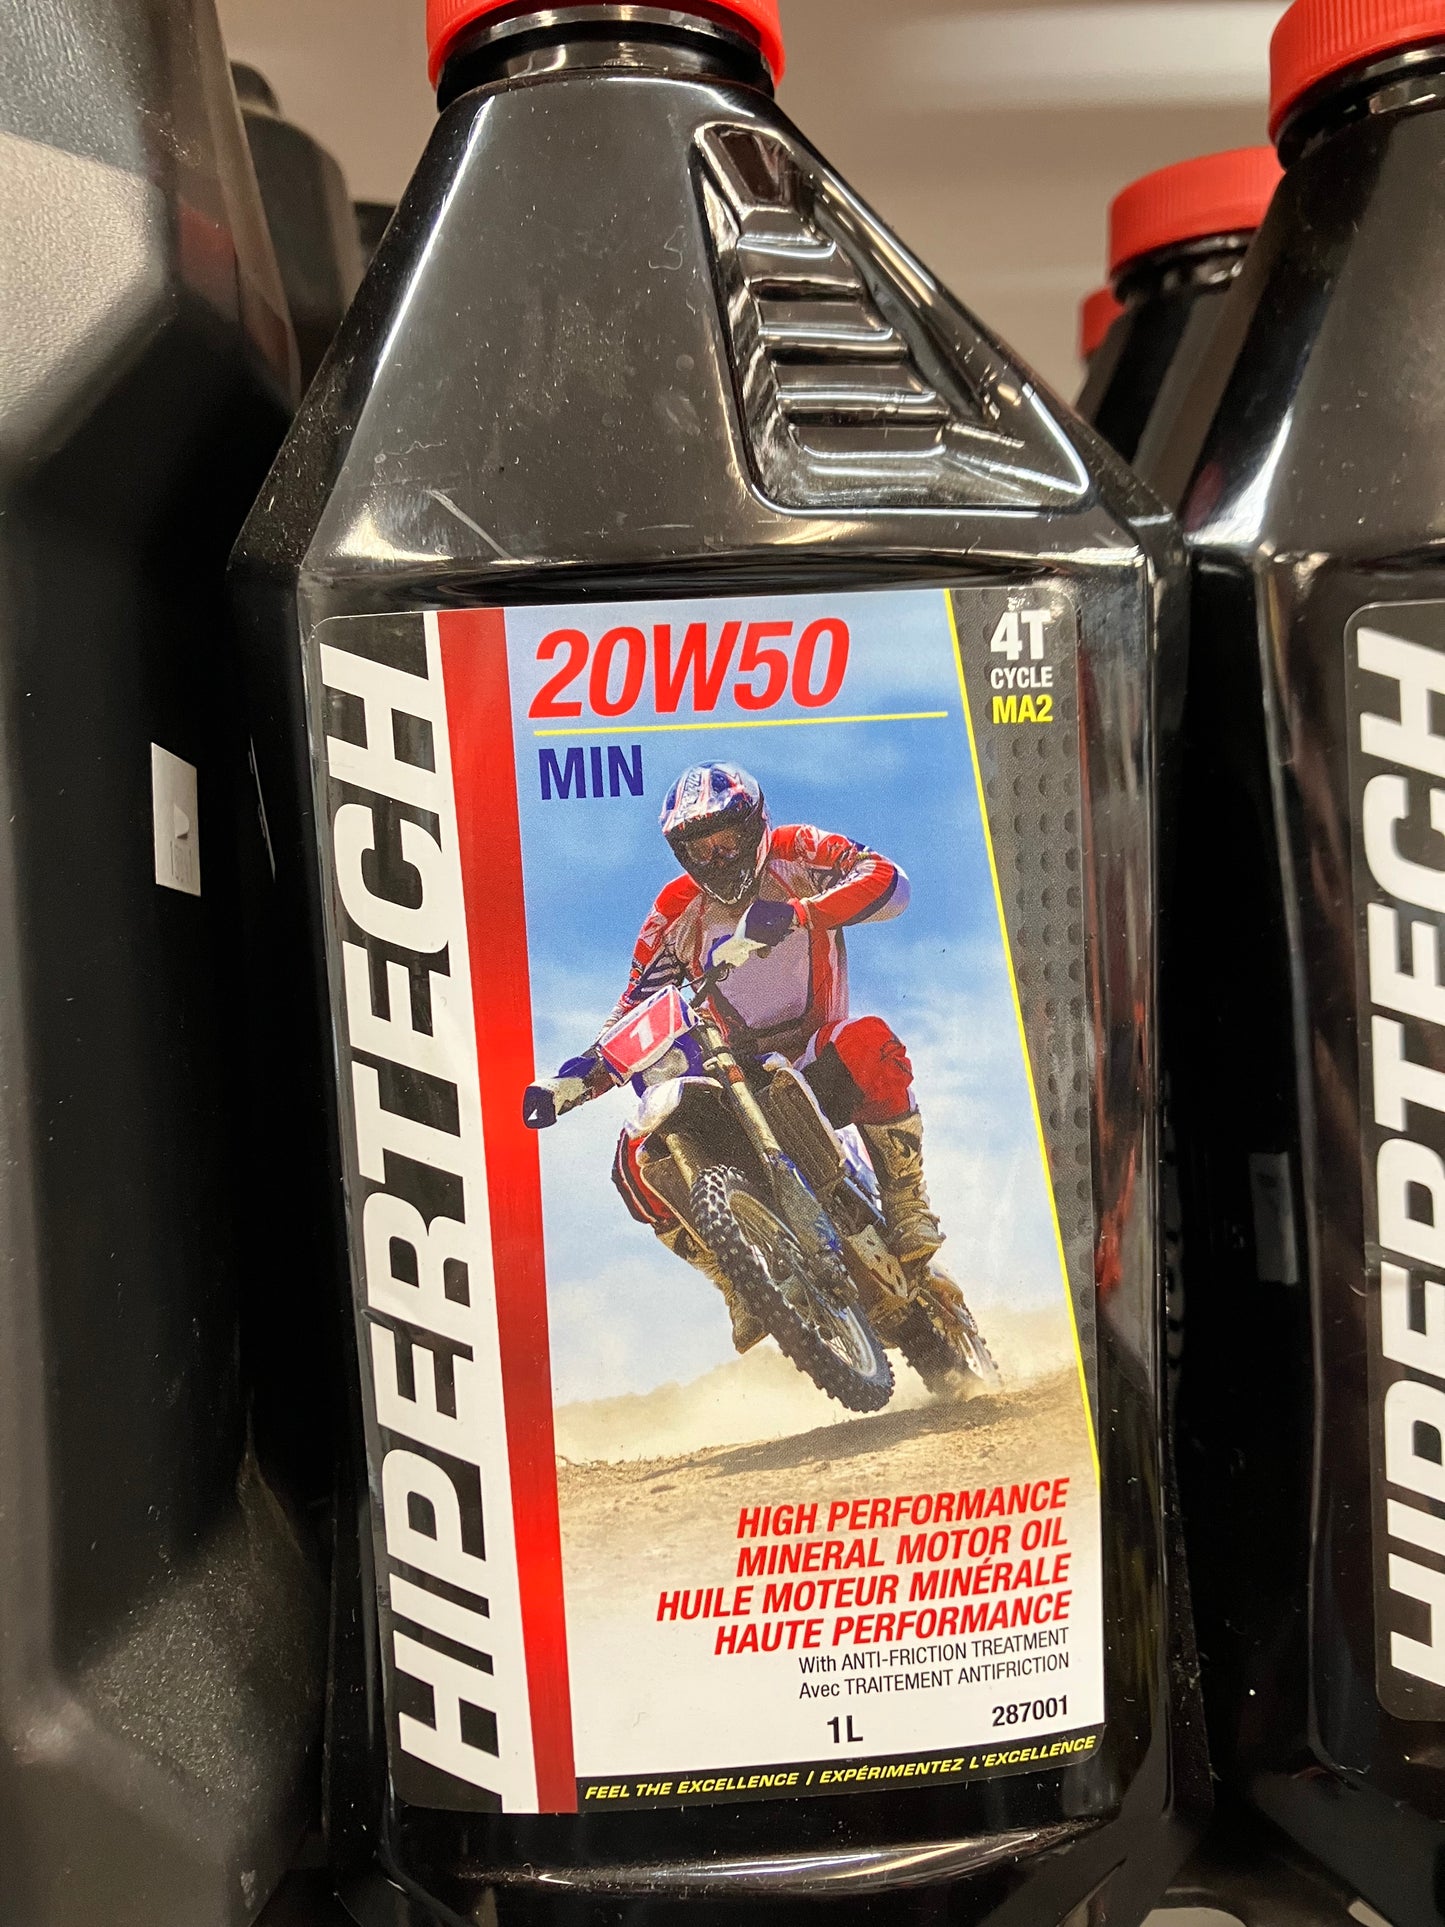 HIPERTECH
20W50
MIN
4T
CYCLE
MA2
1
HIGH PERFORMANCE
MINERAL MOTOR OIL
HUILE MOTEUR MINÉRALE
HAUTE PERFORMANCE
With ANTI-FRICTION TREATMENT
Avec TRAITEMENT ANTIFRICTION
1L
287001
FEEL THE EXCELLENCE / EXPÉRIMENTEZ L'EXCELLENCE
HIPERTECH